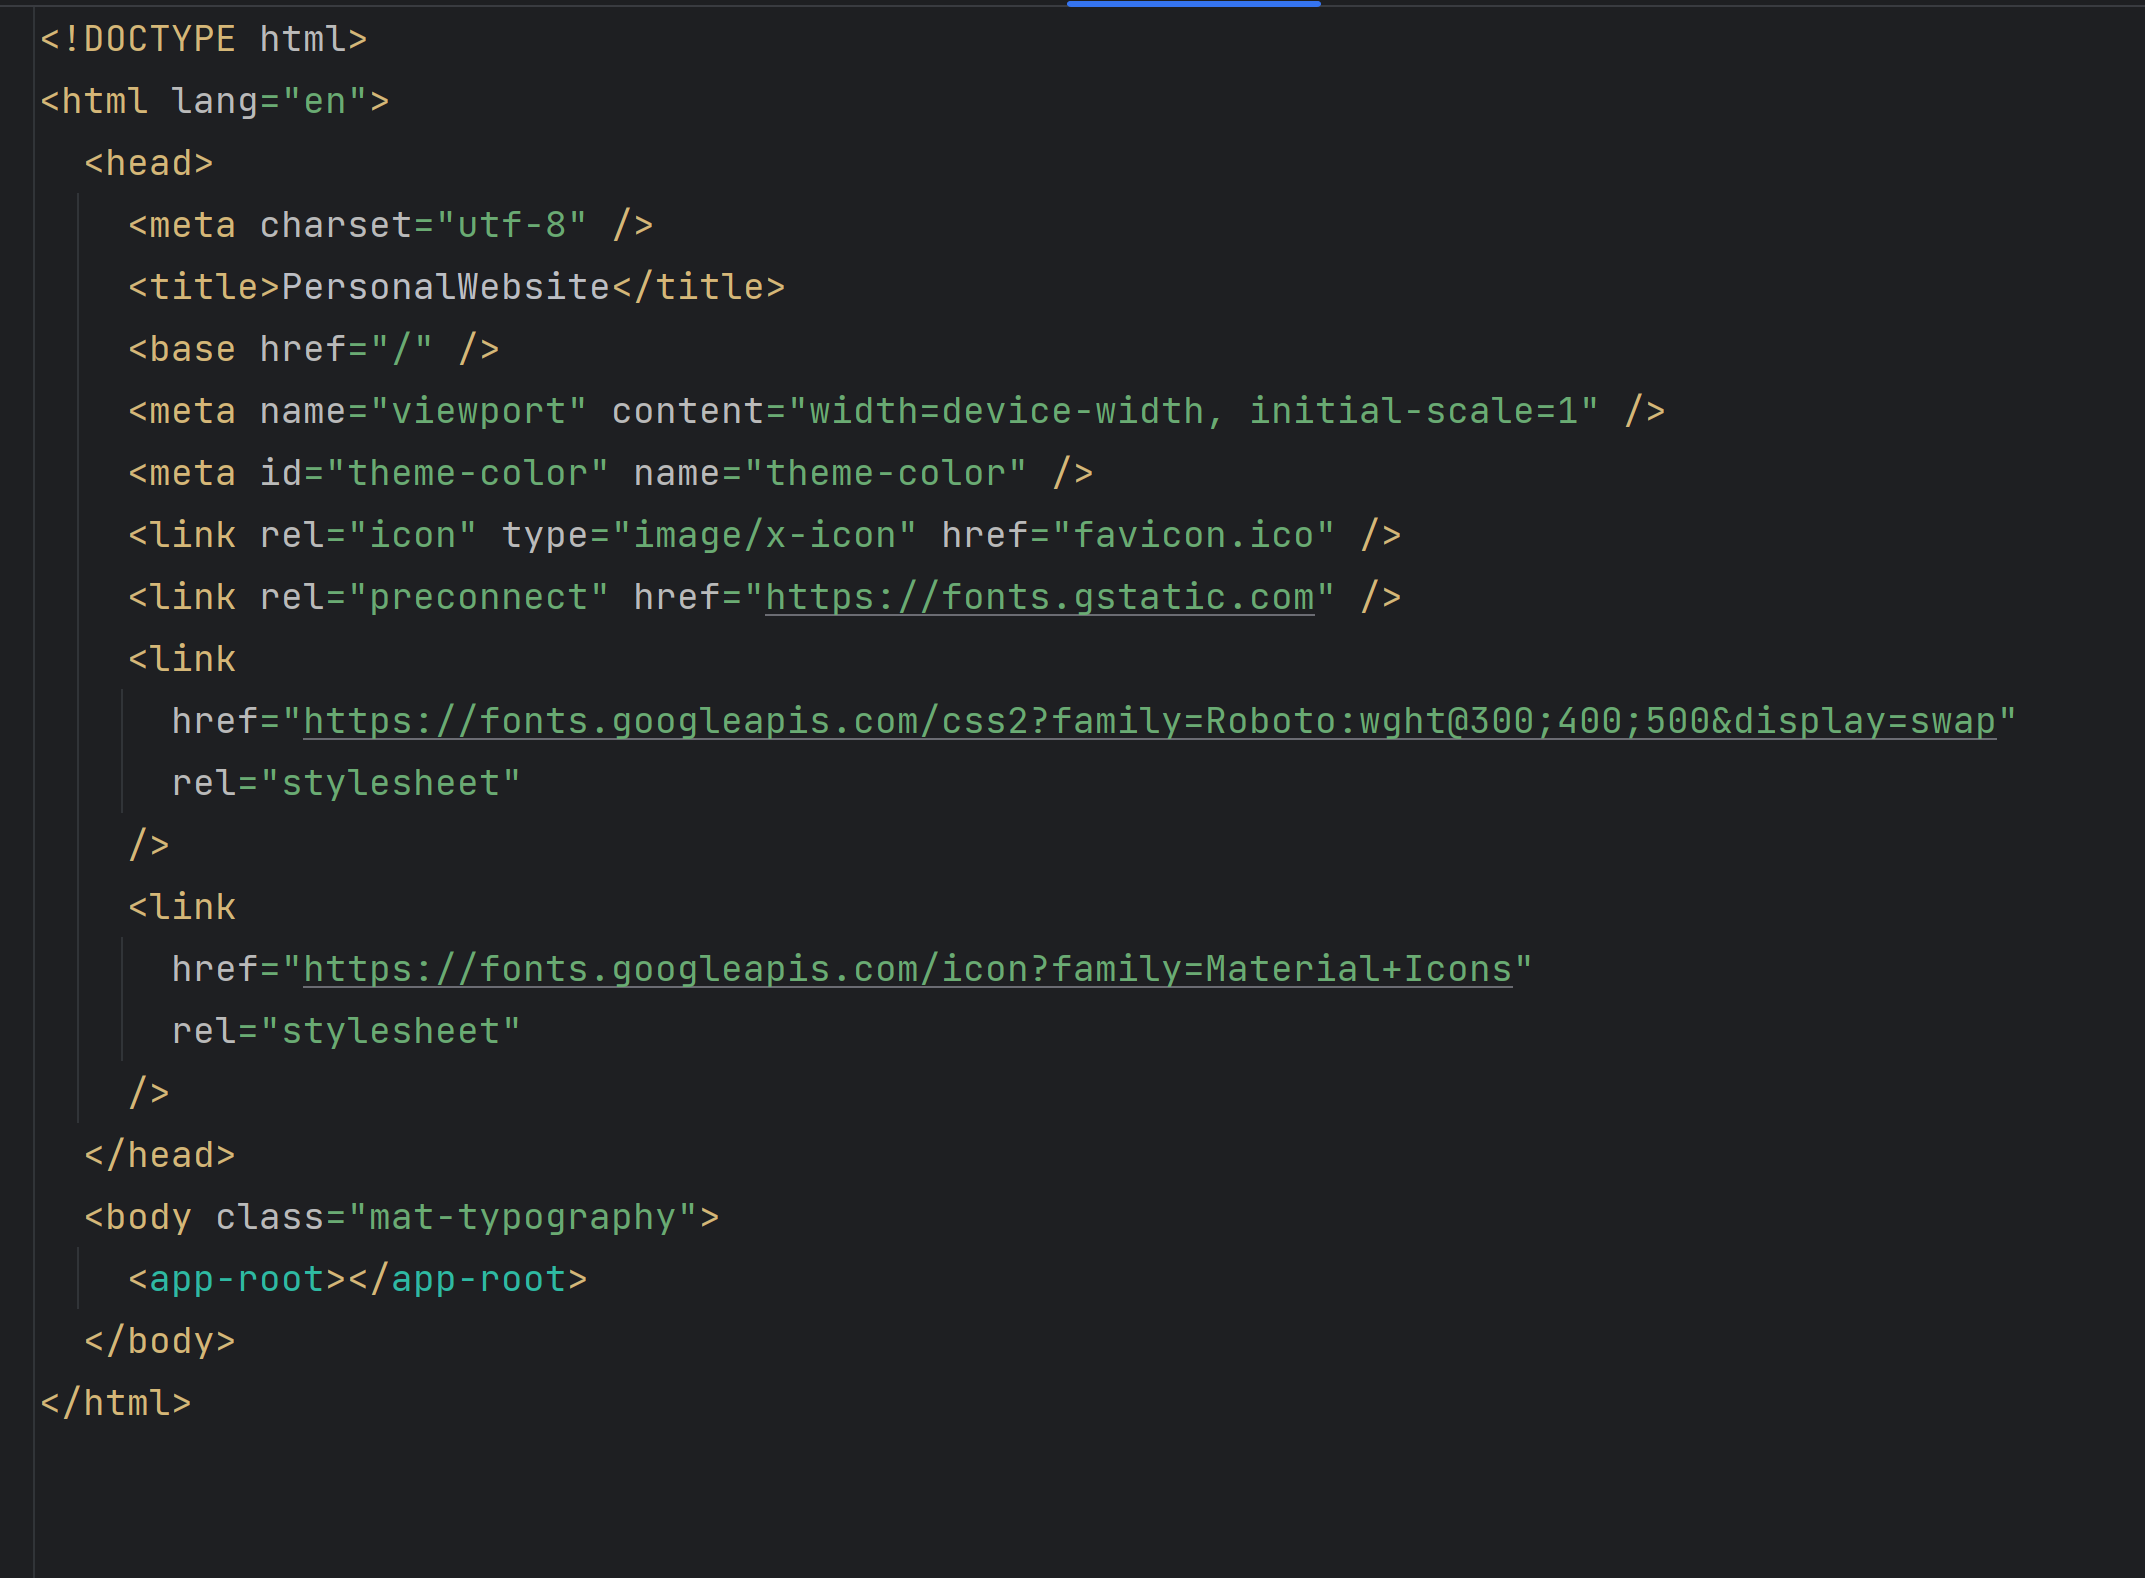 <!DOCTYPE html>
<html lang="en">
  <head>
    <meta charset="utf-8" />
    <title>PersonalWebsite</title>
    <base href="/" />
    <meta name="viewport" content="width=device-width, initial-scale=1" />
    <meta id="theme-color" name="theme-color" />
    <link rel="icon" type="image/x-icon" href="favicon.ico" />
    <link rel="preconnect" href="https://fonts.gstatic.com" />
    <link
      href="https://fonts.googleapis.com/css2?family=Roboto:wght@300;400;500&display=swap"
      rel="stylesheet"
    />
    <link
      href="https://fonts.googleapis.com/icon?family=Material+Icons"
      rel="stylesheet"
    />
  </head>
  <body class="mat-typography">
    <app-root></app-root>
  </body>
</html>